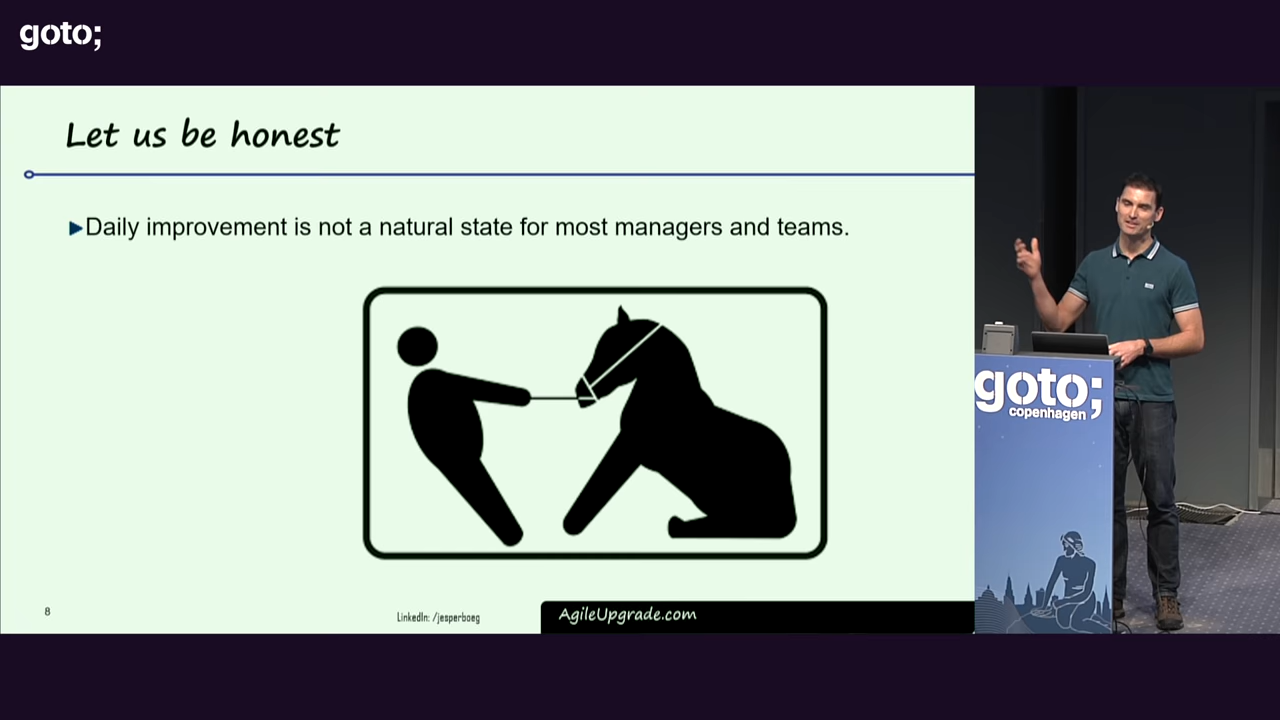 goto;
Let us be honest
Daily improvement is not a natural state for most managers and teams.
8
LinkedIn: /jesperboeg
AgileUpgrade.com
goto;
copenhagen